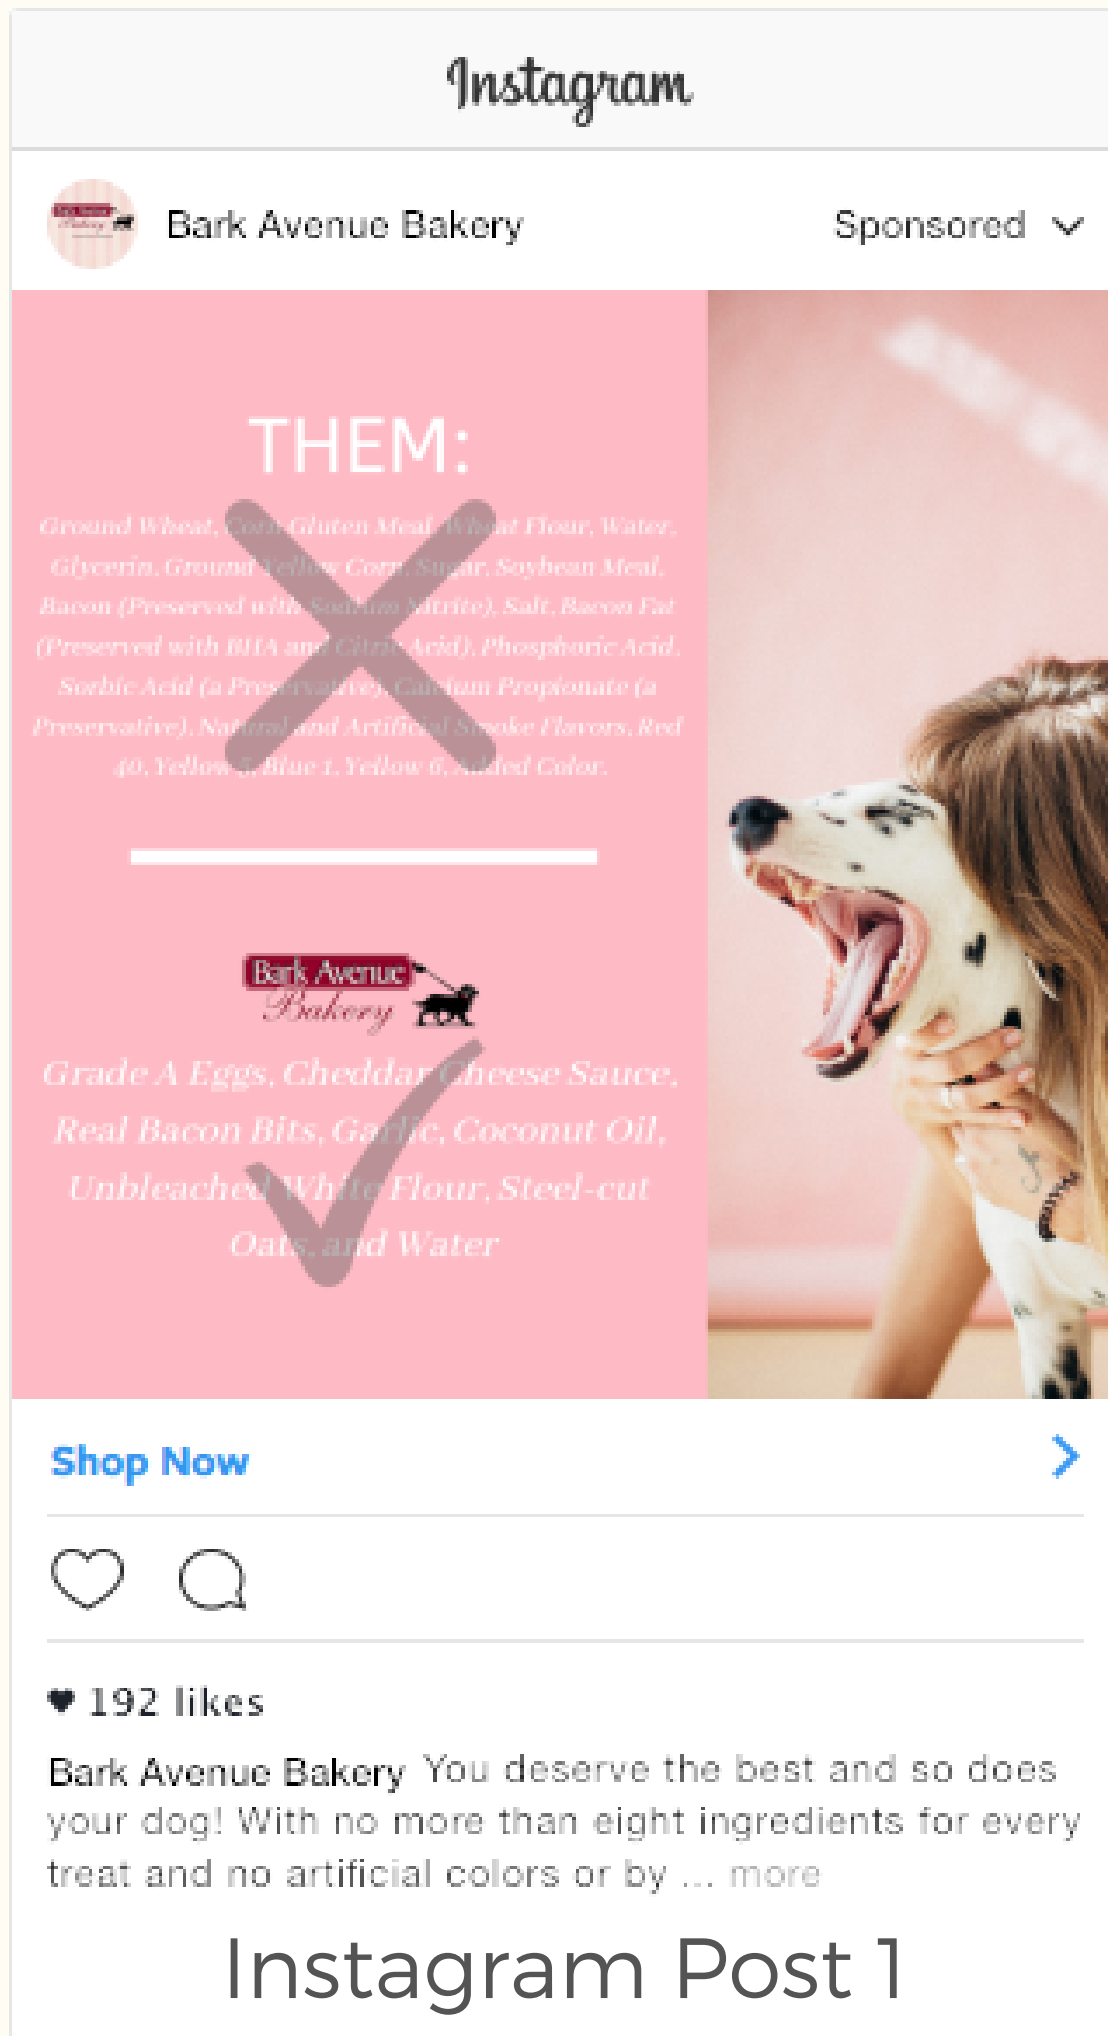 Instagram
Bark Avenue Bakery
Sponsored
THEM:
Ground Wheat, Corn Gluten Meal, Wheat Flour, Water,
Glycerin, Ground Yellow Corn, Sugar, Soybean Meal,
Bacon (Preserved with Sodium Nitrite), Salt, Bacon Fat
(Preserved with BHA and Citric Acid), Phosphoric Acid,
Sorbic Acid (a Preservative), Calcium Propionate (a
Preservative), Natural and Artificial Smoke Flavors, Red
40, Yellow 5, Blue 1, Yellow 6, Added Color.
Bark Avenue
Bakery
Grade A Eggs, Cheddar Cheese Sauce,
Real Bacon Bits, Garlic, Coconut Oil,
Unbleached White Flour, Steel-cut
Oats, and Water
Shop Now
192 likes
Bark Avenue Bakery You deserve the best and so does
your dog! With no more than eight ingredients for every
treat and no artificial colors or by ... more
Instagram Post 1